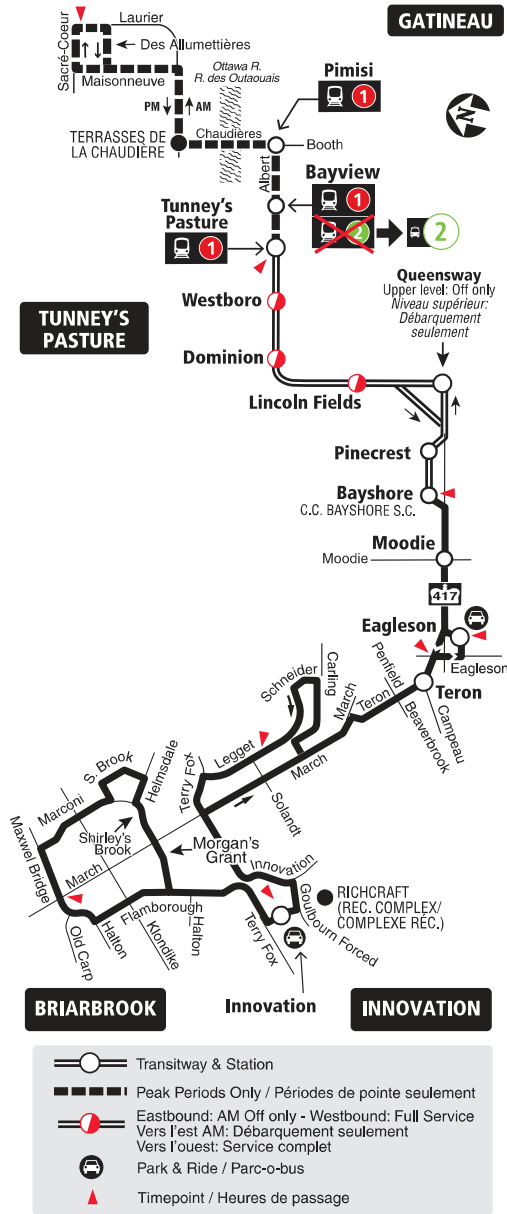 GATINEAU
Laurier
Sacré-Coeur
Des Allumettières
Maisonneuve
Ottawa R.
R. des Outaouais
PM
AM
Pimisi
1
N
TERRASSES DE
LA CHAUDIÈRE
Chaudières
Booth
Albert
Bayview
1
2
2
Tunney's
Pasture
1
Queensway
Upper level: Off only
Niveau supérieur:
Débarquement
seulement
Westboro
TUNNEY'S
PASTURE
Dominion
Lincoln Fields
Pinecrest
Bayshore
C.C. BAYSHORE S.C.
Moodie
Moodie
417
Eagleson
Eagleson
Teron
Schneider
Carling
March
Teron
Penfield
Beaverbrook
Campeau
Legget
March
Solandt
Terry Fox
S. Brook
Helmsdale
Marconi
Shirley's
Brook
Morgan's
Grant
Maxwel Bridge
March
Innovation
Goulbourn Forced
RICHCRAFT
(REC. COMPLEX/
COMPLEXE RÉC.)
Flamborough
Halton
Old Carp
Halton
Klondike
Terry Fox
Innovation
BRIARBROOK
INNOVATION
Transitway & Station
Peak Periods Only / Périodes de pointe seulement
Eastbound: AM Off only - Westbound: Full Service
Vers l'est AM: Débarquement seulement
Vers l'ouest: Service complet
Park & Ride / Parc-o-bus
Timepoint / Heures de passage